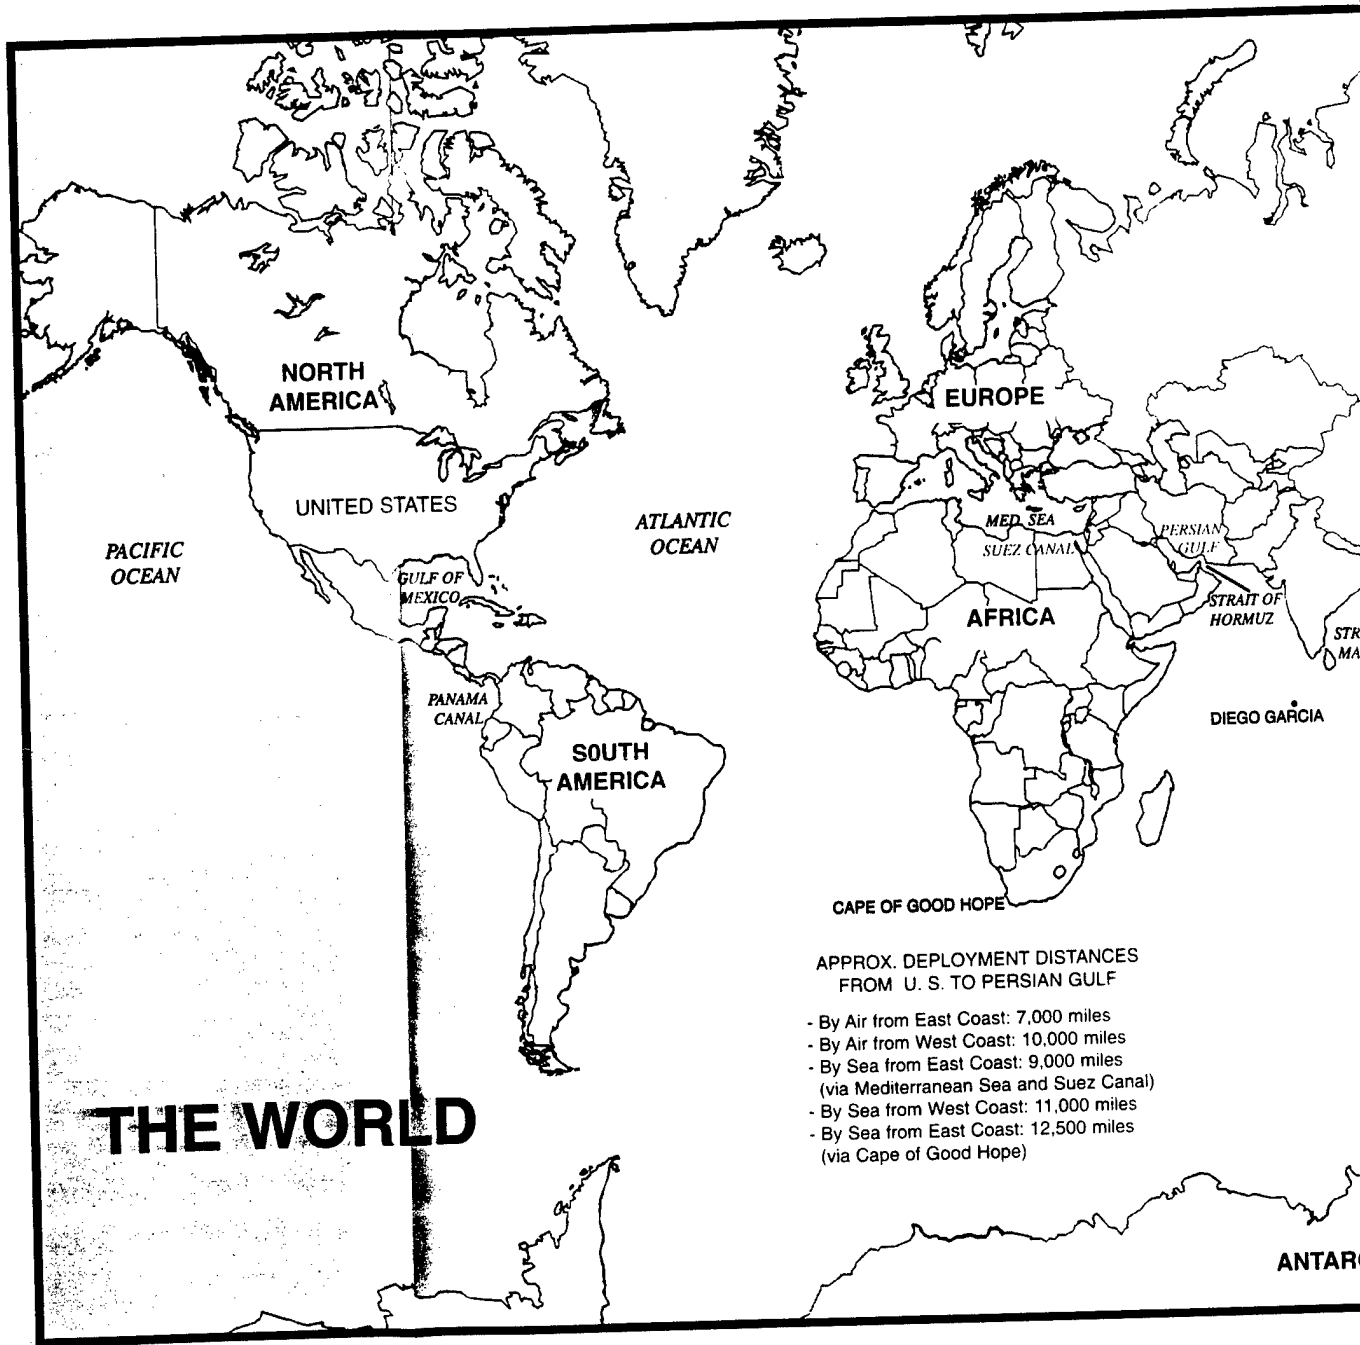 NORTH
AMERICA
EUROPE
UNITED STATES
ATLANTIC
OCEAN
MED. SEA
SUEZ CANAL
PERSIAN
GULF
PACIFIC
OCEAN
GULF OF
MEXICO
AFRICA
STRAIT OF
HORMUZ
STR
MA
PANAMA
CANAL
DIEGO GARCIA
SOUTH
AMERICA
CAPE OF GOOD HOPE
APPROX. DEPLOYMENT DISTANCES
FROM U. S. TO PERSIAN GULF
- By Air from East Coast: 7,000 miles
- By Air from West Coast: 10,000 miles
- By Sea from East Coast: 9,000 miles
(via Mediterranean Sea and Suez Canal)
- By Sea from West Coast: 11,000 miles
- By Sea from East Coast: 12,500 miles
(via Cape of Good Hope)
THE WORLD
ANTAR